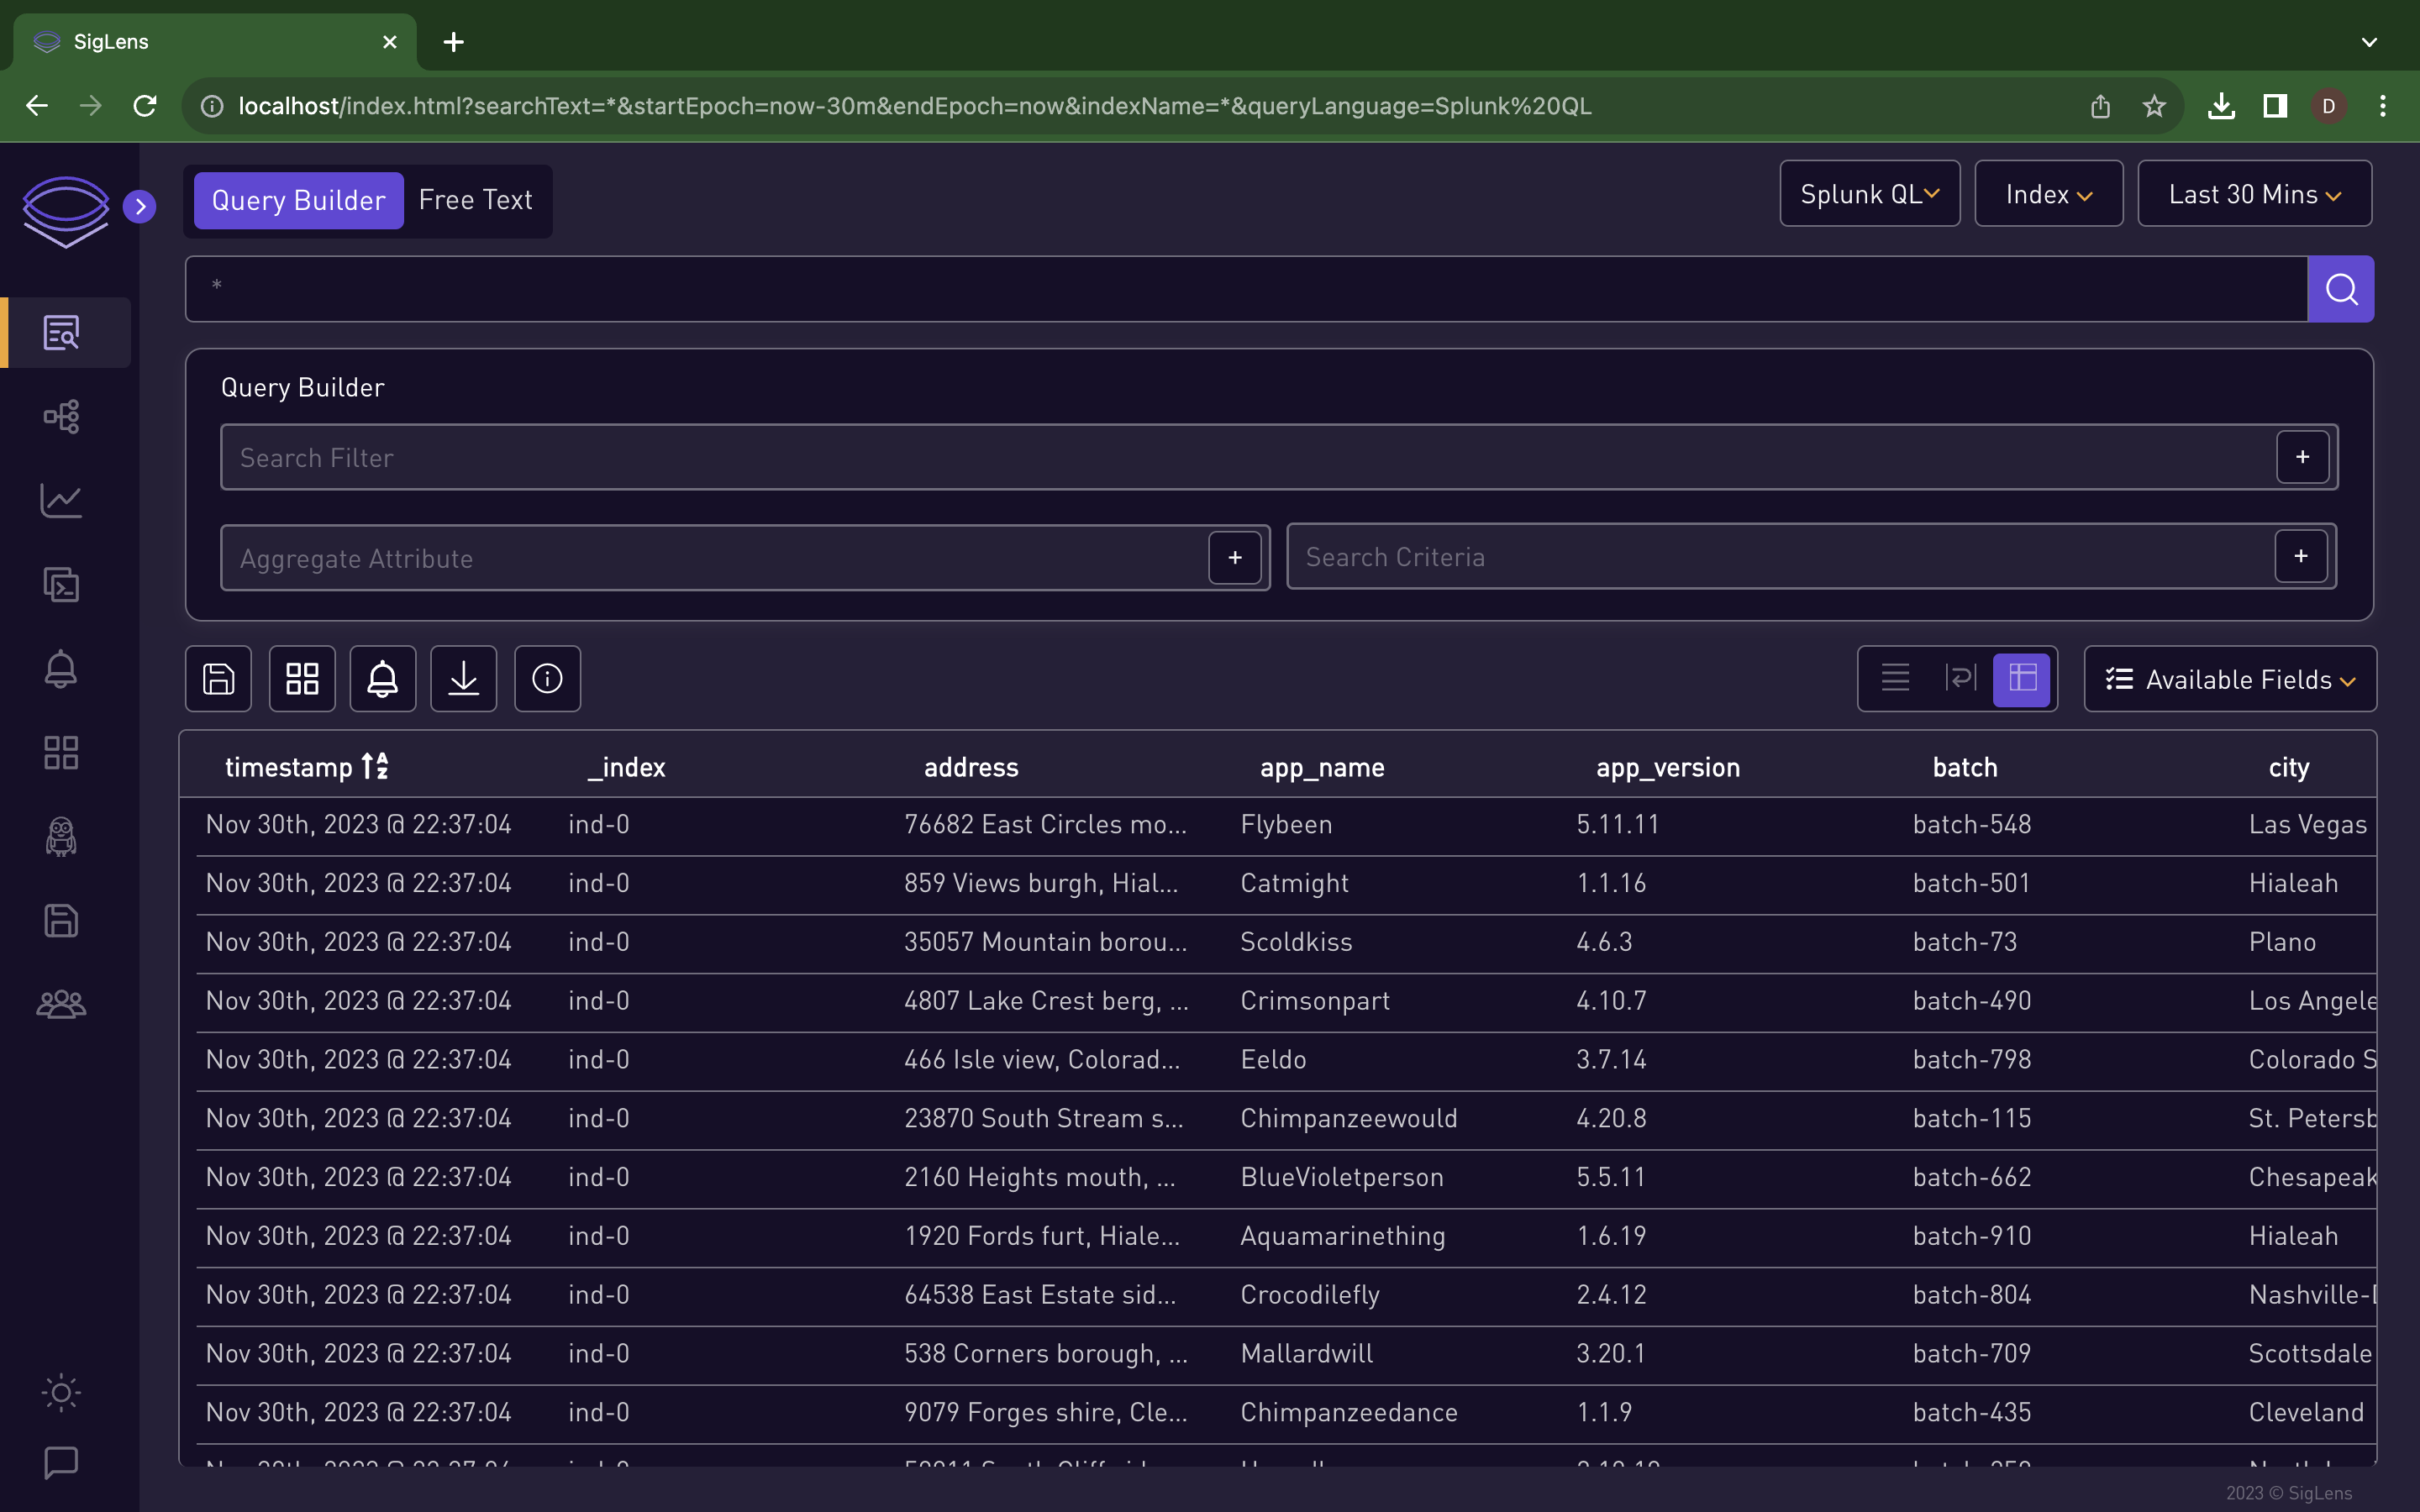 SigLens
localhost/index.html?searchText=*&startEpoch=now-30m&endEpoch=now&indexName=*&queryLanguage=Splunk%20QL
D
Query Builder Free Text Splunk QL Index Last 30 Mins
*
Query Builder
Search Filter +
Aggregate Attribute + Search Criteria +
Available Fields
timestamp _index address app_name app_version batch city
Nov 30th, 2023 @ 22:37:04 ind-0 76682 East Circles mo... Flybeen 5.11.11 batch-548 Las Vegas
Nov 30th, 2023 @ 22:37:04 ind-0 859 Views burgh, Hial... Catmight 1.1.16 batch-501 Hialeah
Nov 30th, 2023 @ 22:37:04 ind-0 35057 Mountain borou... Scoldkiss 4.6.3 batch-73 Plano
Nov 30th, 2023 @ 22:37:04 ind-0 4807 Lake Crest berg, ... Crimsonpart 4.10.7 batch-490 Los Angele
Nov 30th, 2023 @ 22:37:04 ind-0 466 Isle view, Colorad... Eeldo 3.7.14 batch-798 Colorado S
Nov 30th, 2023 @ 22:37:04 ind-0 23870 South Stream s... Chimpanzeewould 4.20.8 batch-115 St. Petersb
Nov 30th, 2023 @ 22:37:04 ind-0 2160 Heights mouth, ... BlueVioletperson 5.5.11 batch-662 Chesapeak
Nov 30th, 2023 @ 22:37:04 ind-0 1920 Fords furt, Hiale... Aquamarinething 1.6.19 batch-910 Hialeah
Nov 30th, 2023 @ 22:37:04 ind-0 64538 East Estate sid... Crocodilefly 2.4.12 batch-804 Nashville-
Nov 30th, 2023 @ 22:37:04 ind-0 538 Corners borough, ... Mallardwill 3.20.1 batch-709 Scottsdale
Nov 30th, 2023 @ 22:37:04 ind-0 9079 Forges shire, Cle... Chimpanzeedance 1.1.9 batch-435 Cleveland
2023 © SigLens